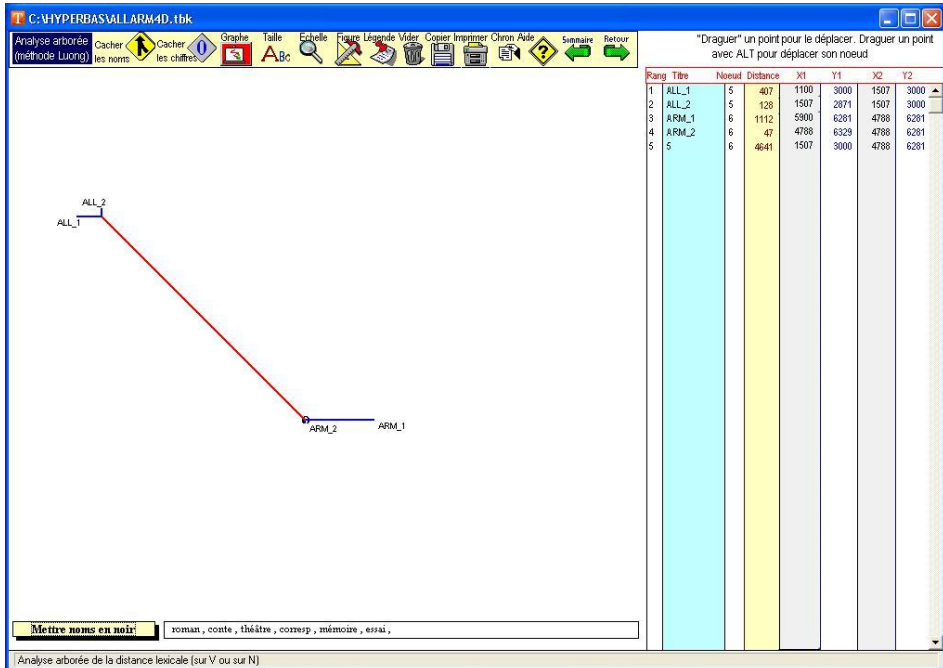 C:\HYPERBAS\ALLARM4D.tbk
Analyse arborée
(méthode Luong)
Cacher
les noms
Cacher
les chiffres
0
Graphe
Taille
ABc
Echelle
Figure
Légende
Vider
Copier
Imprimer
Chron
Aide
?
Sommaire
Retour
"Draguer" un point pour le déplacer. Draguer un point
avec ALT pour déplacer son noeud
Rang Titre Noeud Distance X1 Y1 X2 Y2
1 ALL_1 5 407 1100 3000 1507 3000
2 ALL_2 5 128 1507 2871 1507 3000
3 ARM_1 6 1112 5900 6281 4788 6281
4 ARM_2 6 47 4788 6329 4788 6281
5 5 6 4641 1507 3000 4788 6281
ALL_2
ALL_1
ARM_2
ARM_1
Mettre noms en noir
roman , conte , théâtre , corresp , mémoire , essai ,
Analyse arborée de la distance lexicale (sur V ou sur N)